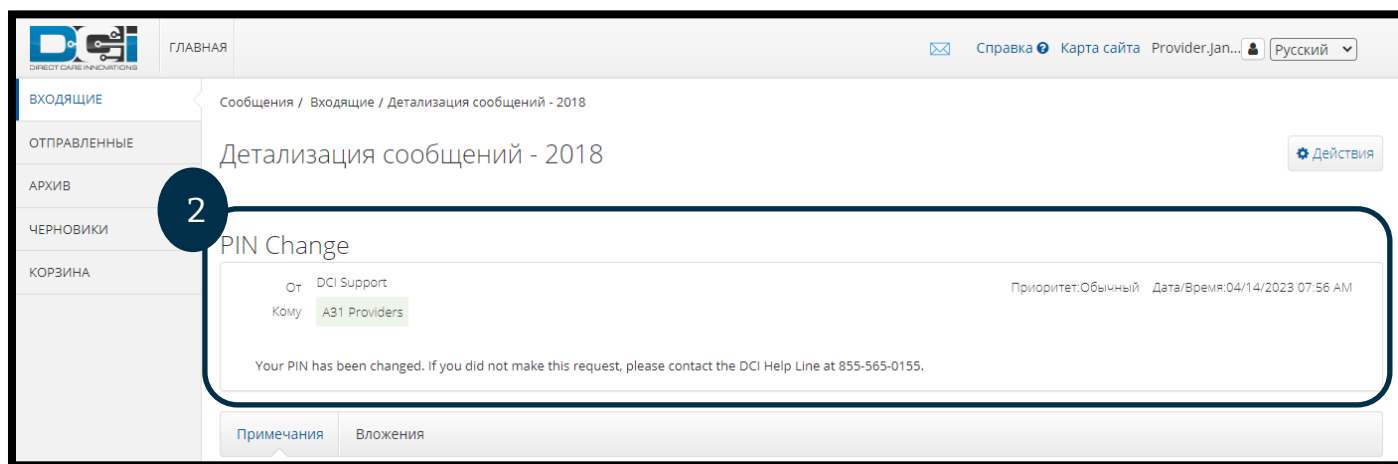 DCi
DIRECT CARE INNOVATIONS
ГЛАВНАЯ
Справка ? Карта сайта Provider.Jan... Русский
ВХОДЯЩИЕ
ОТПРАВЛЕННЫЕ
АРХИВ
ЧЕРНОВИКИ
КОРЗИНА
Сообщения / Входящие / Детализация сообщений - 2018
Детализация сообщений - 2018
Действия
2
PIN Change
От DCI Support
Приоритет:Обычный Дата/Время:04/14/2023 07:56 AM
Кому A31 Providers
Your PIN has been changed. If you did not make this request, please contact the DCI Help Line at 855-565-0155.
Примечания Вложения